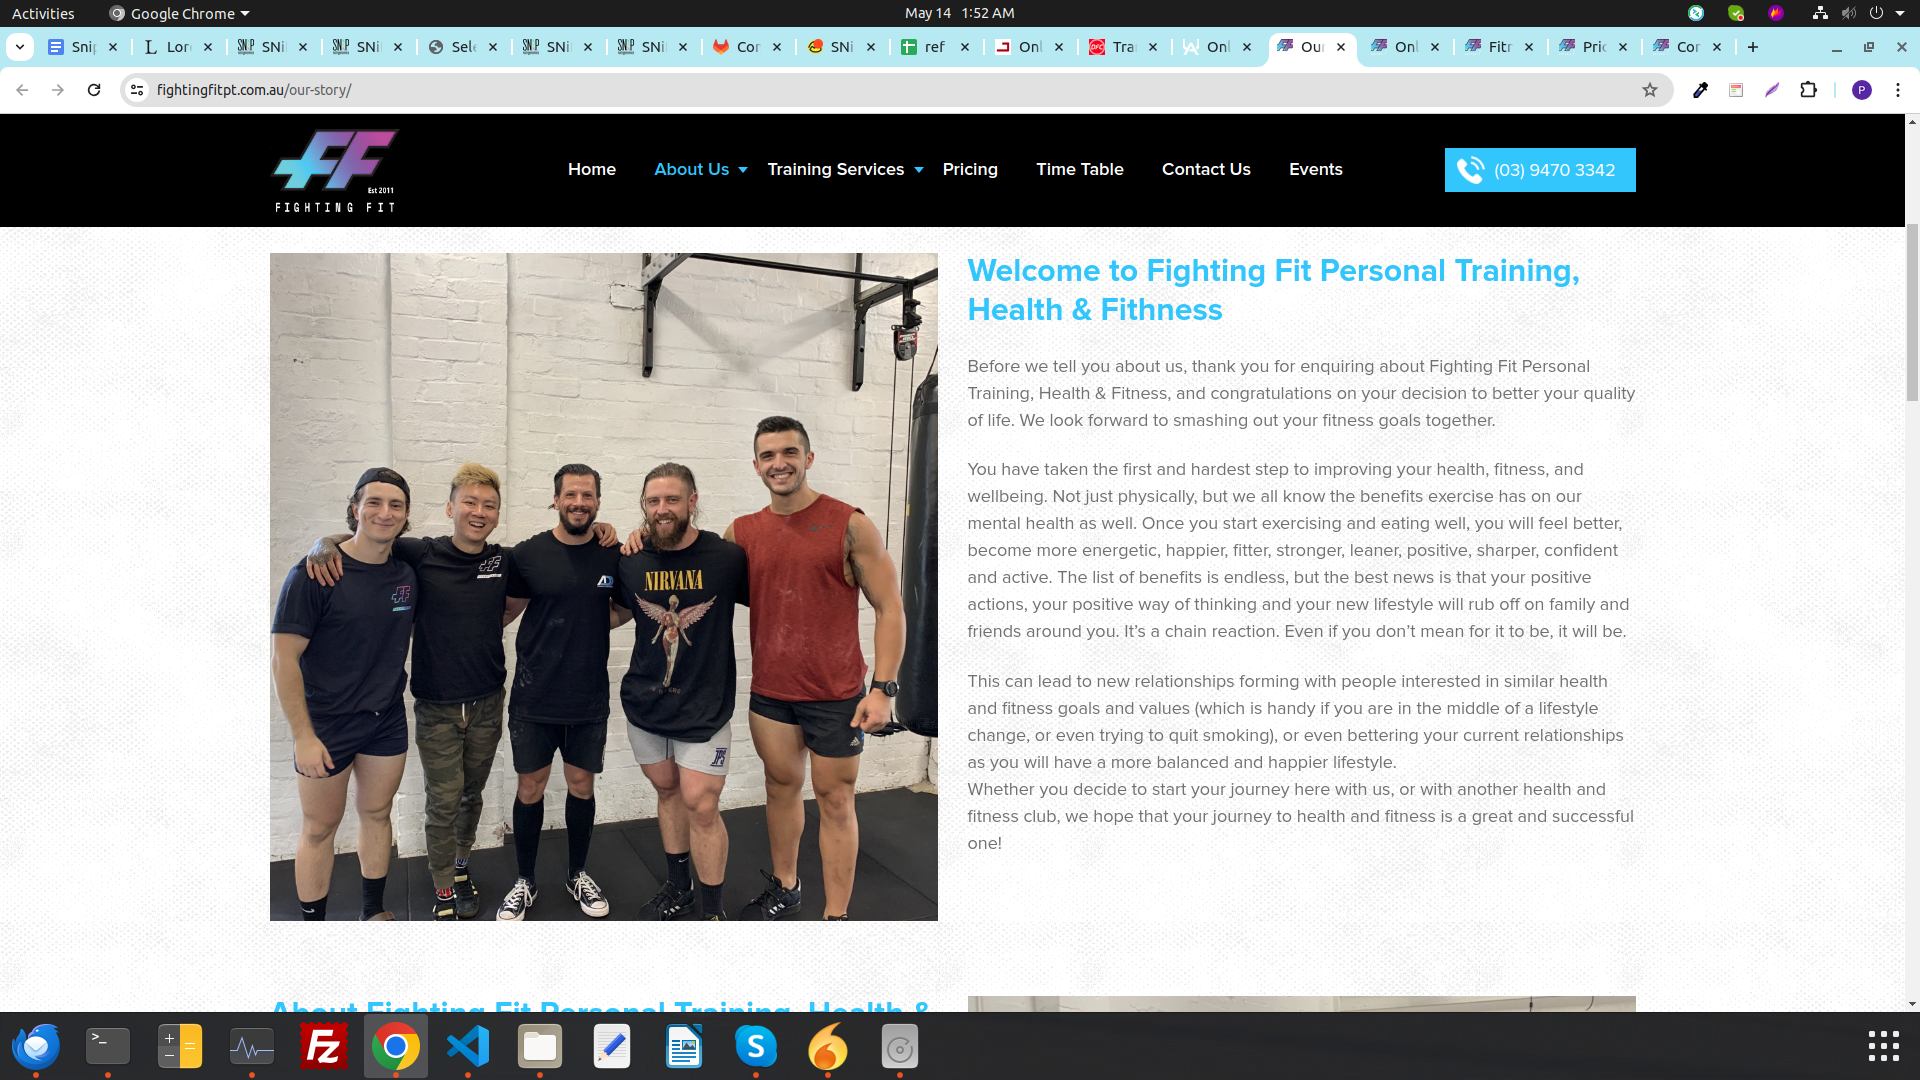 Activities
Google Chrome
May 14 1:52 AM
Snip
Lore
SNi
SNi
Sele
SNi
SNi
Cor
SNi
ref
Onl
Trai
Onl
Our
Onl
Fitr
Pric
Cor
fightingfitpt.com.au/our-story/
P
FF
Est 2011
FIGHTING FIT
Home
About Us
Training Services
Pricing
Time Table
Contact Us
Events
(03) 9470 3342
NIRVANA
Welcome to Fighting Fit Personal Training,
Health & Fithness
Before we tell you about us, thank you for enquiring about Fighting Fit Personal
Training, Health & Fitness, and congratulations on your decision to better your quality
of life. We look forward to smashing out your fitness goals together.
You have taken the first and hardest step to improving your health, fitness, and
wellbeing. Not just physically, but we all know the benefits exercise has on our
mental health as well. Once you start exercising and eating well, you will feel better,
become more energetic, happier, fitter, stronger, leaner, positive, sharper, confident
and active. The list of benefits is endless, but the best news is that your positive
actions, your positive way of thinking and your new lifestyle will rub off on family and
friends around you. It’s a chain reaction. Even if you don’t mean for it to be, it will be.
This can lead to new relationships forming with people interested in similar health
and fitness goals and values (which is handy if you are in the middle of a lifestyle
change, or even trying to quit smoking), or even bettering your current relationships
as you will have a more balanced and happier lifestyle.
Whether you decide to start your journey here with us, or with another health and
fitness club, we hope that your journey to health and fitness is a great and successful
one!
About Fighting Fit Personal Training, Health &